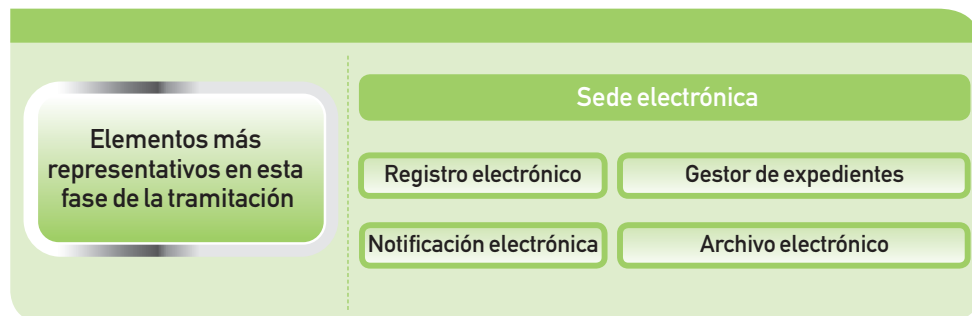 Elementos más
representativos en esta
fase de la tramitación
Sede electrónica
Registro electrónico
Gestor de expedientes
Notificación electrónica
Archivo electrónico